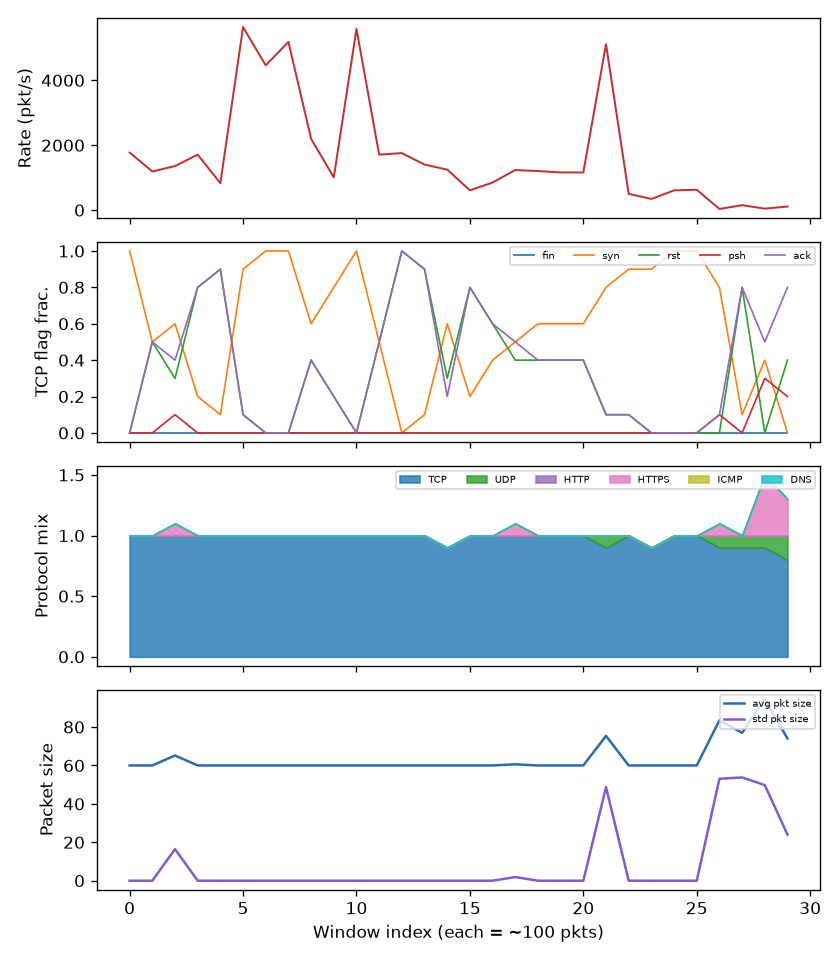 Rate (pkt/s)
4000
2000
0
TCP flag frac.
1.0
0.8
0.6
0.4
0.2
0.0
fin syn rst psh ack
Protocol mix
1.5
1.0
0.5
0.0
TCP UDP HTTP HTTPS ICMP DNS
Packet size
80
60
40
20
0
avg pkt size
std pkt size
0 5 10 15 20 25 30
Window index (each = ~100 pkts)